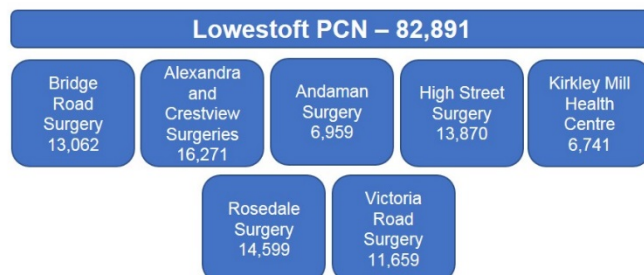 Lowestoft PCN – 82,891
Bridge
Road
Surgery
13,062
Alexandra
and
Crestview
Surgeries
16,271
Andaman
Surgery
6,959
High Street
Surgery
13,870
Kirkley Mill
Health
Centre
6,741
Rosedale
Surgery
14,599
Victoria
Road
Surgery
11,659